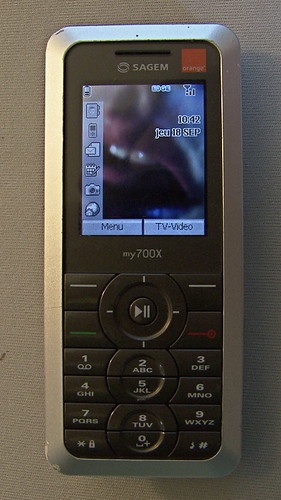 SAGEM
orange
EDGE
10:42
jeu 18 SEP
Menu TV-Video
my700X
1 2 ABC 3 DEF
4 GHI 5 JKL 6 MNO
7 PQRS 8 TUV 9 WXYZ
* 0 + #